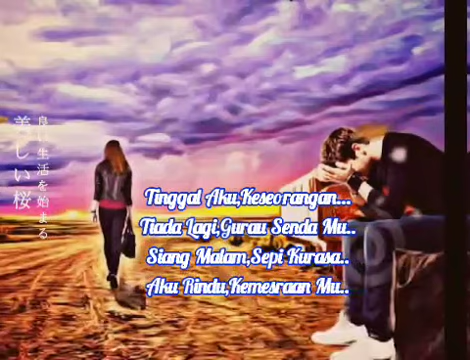 良い生活を始まる
美しい桜
Tinggal Aku,Keseorangan...
Tiada Lagi,Gurau Senda Mu..
Siang Malam,Sepi Kurasa..
Aku Rindu,Kemesraan Mu..